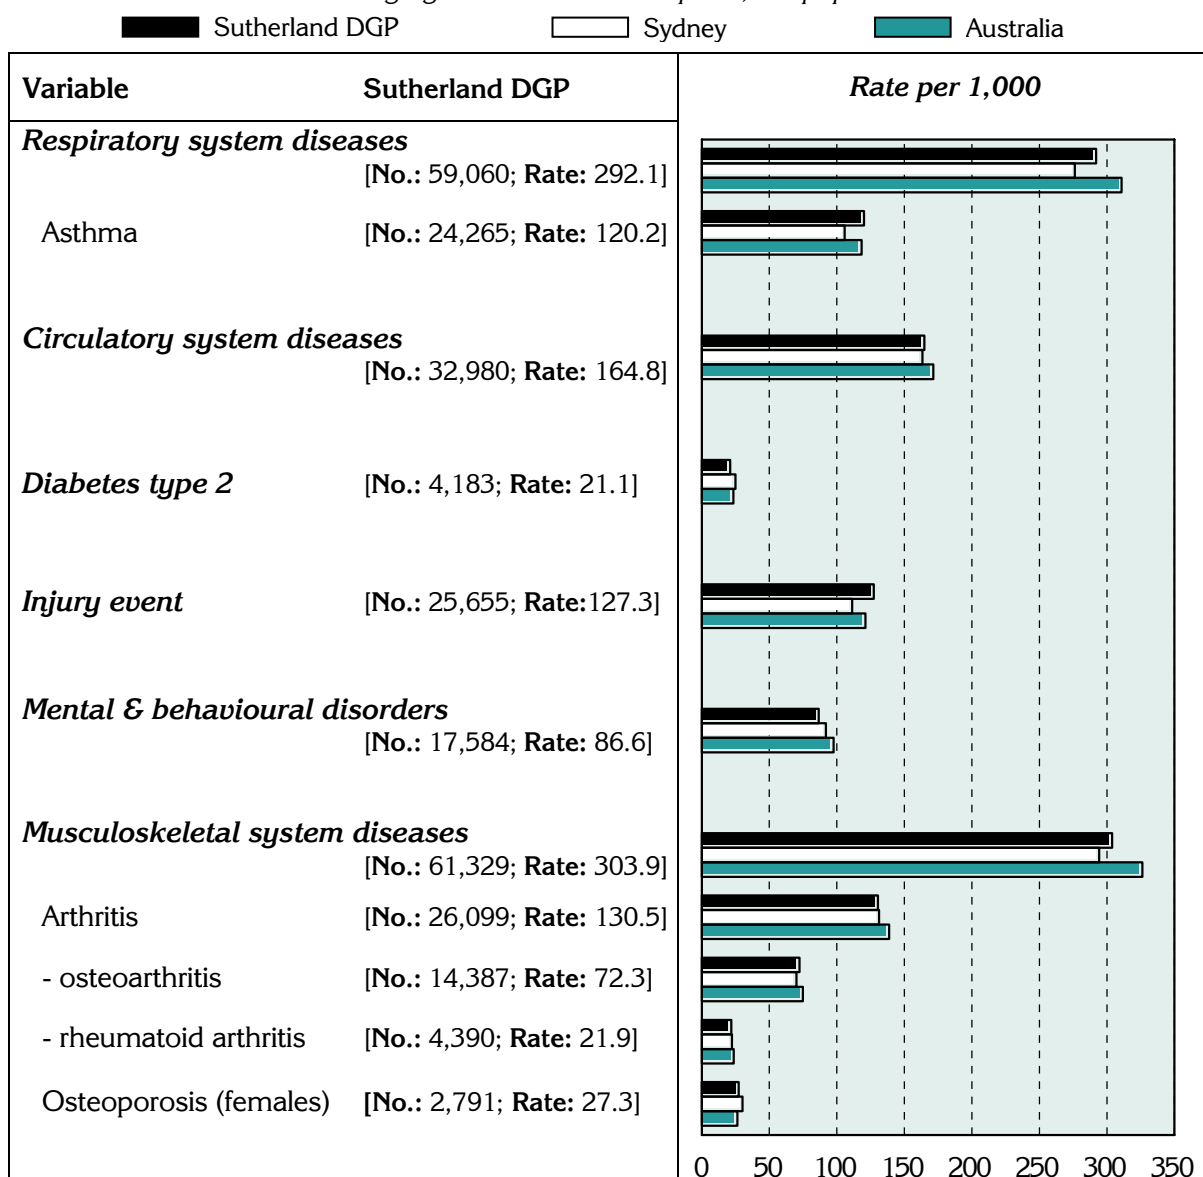 Sutherland DGP Sydney Australia
Variable Sutherland DGP Rate per 1,000
Respiratory system diseases
[No.: 59,060; Rate: 292.1]
Asthma [No.: 24,265; Rate: 120.2]
Circulatory system diseases
[No.: 32,980; Rate: 164.8]
Diabetes type 2 [No.: 4,183; Rate: 21.1]
Injury event [No.: 25,655; Rate:127.3]
Mental & behavioural disorders
[No.: 17,584; Rate: 86.6]
Musculoskeletal system diseases
[No.: 61,329; Rate: 303.9]
Arthritis [No.: 26,099; Rate: 130.5]
- osteoarthritis [No.: 14,387; Rate: 72.3]
- rheumatoid arthritis [No.: 4,390; Rate: 21.9]
Osteoporosis (females) [No.: 2,791; Rate: 27.3]
0 50 100 150 200 250 300 350